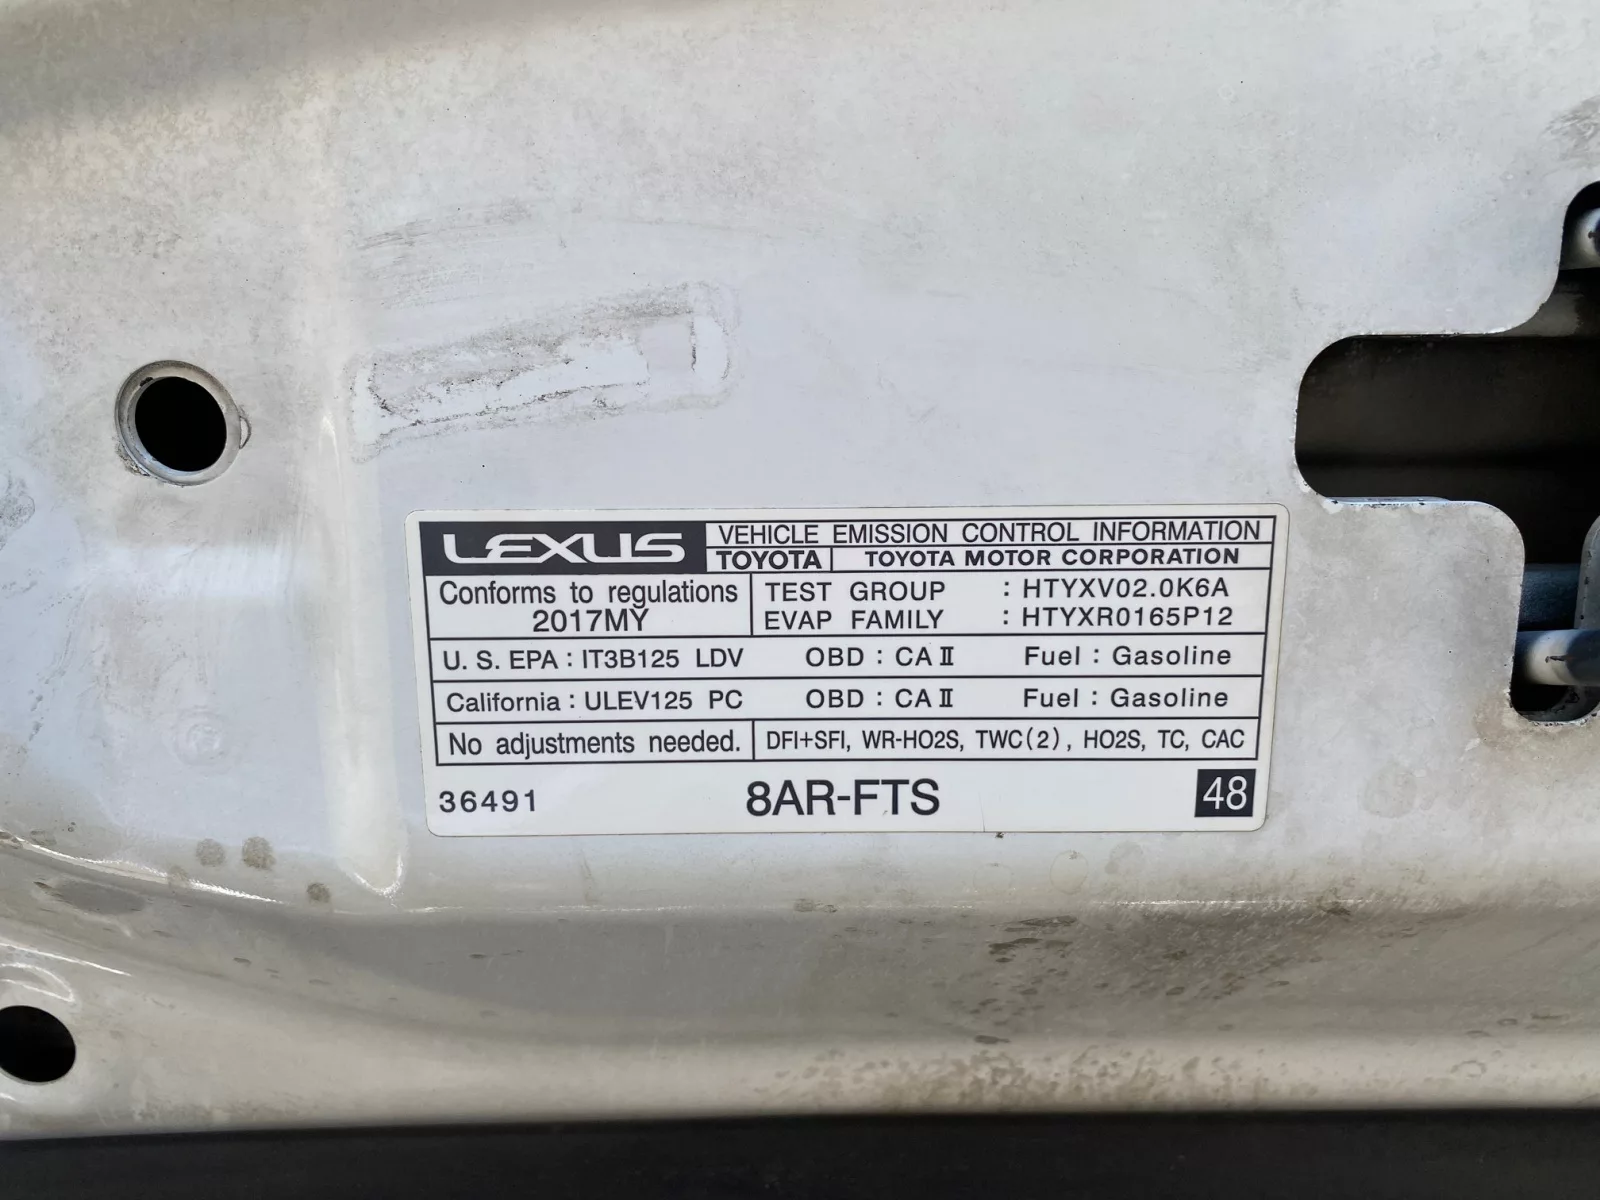 LEXUS VEHICLE EMISSION CONTROL INFORMATION
TOYOTA TOYOTA MOTOR CORPORATION
Conforms to regulations
2017MY
TEST GROUP : HTYXV02.0K6A
EVAP FAMILY : HTYXR0165P12
U. S. EPA : IT3B125 LDV OBD : CA II Fuel : Gasoline
California : ULEV125 PC OBD : CA II Fuel : Gasoline
No adjustments needed. DFI+SFI, WR-HO2S, TWC(2), HO2S, TC, CAC
36491 8AR-FTS 48